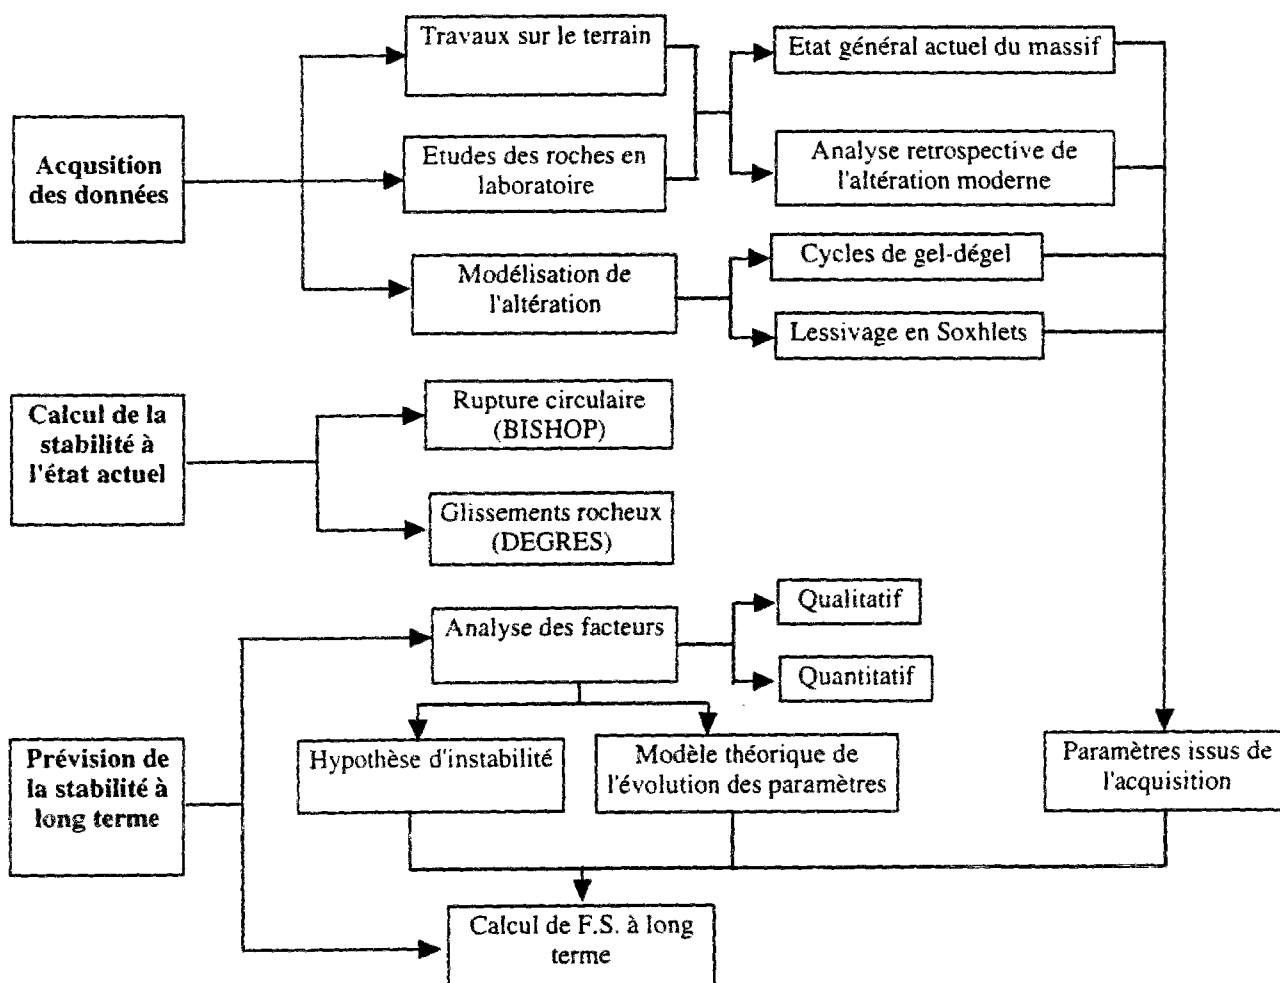 Travaux sur le terrain
Etat général actuel du massif
Acqusition
des données
Etudes des roches en
laboratoire
Analyse retrospective de
l'altération moderne
Modélisation de
l'altération
Cycles de gel-dégel
Lessivage en Soxhlets
Calcul de la
stabilité à
l'état actuel
Rupture circulaire
(BISHOP)
Glissements rocheux
(DEGRES)
Analyse des facteurs
Qualitatif
Quantitatif
Prévision de
la stabilité à
long terme
Hypothèse d'instabilité
Modèle théorique de
l'évolution des paramètres
Paramètres issus de
l'acquisition
Calcul de F.S. à long
terme